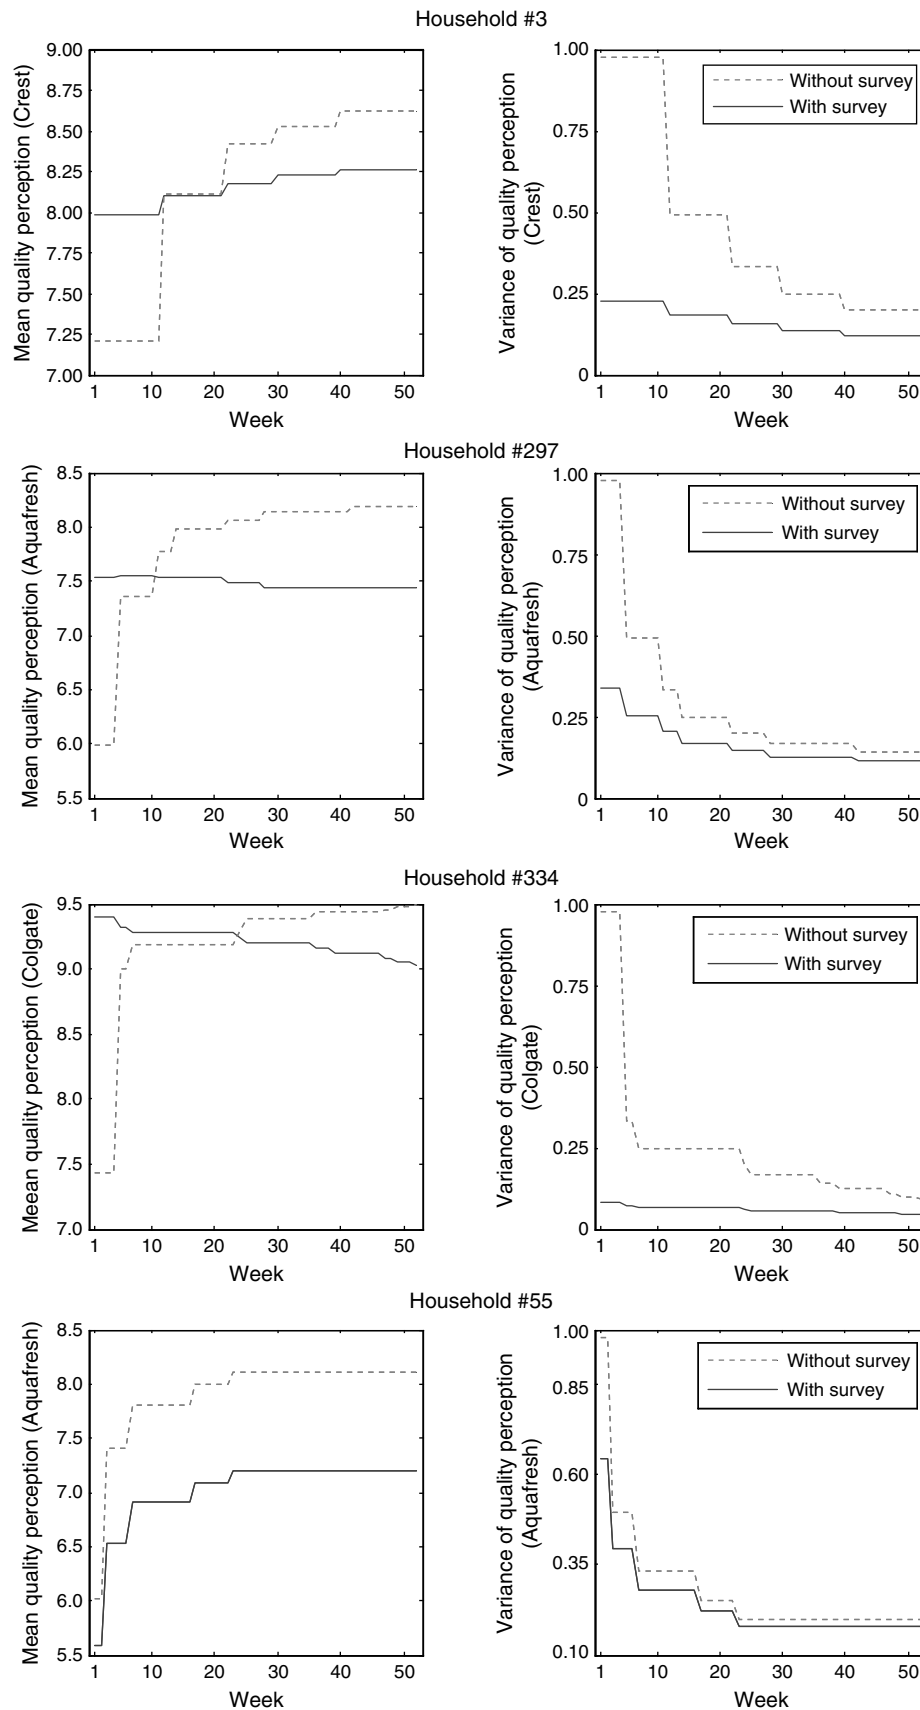 Household #3
Mean quality perception (Crest)
9.00
8.75
8.50
8.25
8.00
7.75
7.50
7.25
7.00
1 10 20 30 40 50
Week
Variance of quality perception
(Crest)
1.00
0.75
0.50
0.25
0
Without survey
With survey
1 10 20 30 40 50
Week
Household #297
Mean quality perception (Aquafresh)
8.5
8.0
7.5
7.0
6.5
6.0
5.5
1 10 20 30 40 50
Week
Variance of quality perception
(Aquafresh)
1.00
0.75
0.50
0.25
0
Without survey
With survey
1 10 20 30 40 50
Week
Household #334
Meean quality perception (Colgate)
9.5
9.0
9.5
8.0
8.0
7.5
7.0
1 10 20 30 40 50
Week
Variance of quality perception
(Colgate)
1.00
0.75
0.50
0.25
0
Without survey
With survey
1 10 20 30 40 50
Week
Household #55
Mean quality perception (Aquafresh)
8.5
8.0
7.5
7.0
6.5
6.0
5.5
1 10 20 30 40 50
Week
Variance of quality perception
(Aquafresh)
1.00
0.85
0.60
0.35
0.10
Without survey
With survey
1 10 20 30 40 50
Week